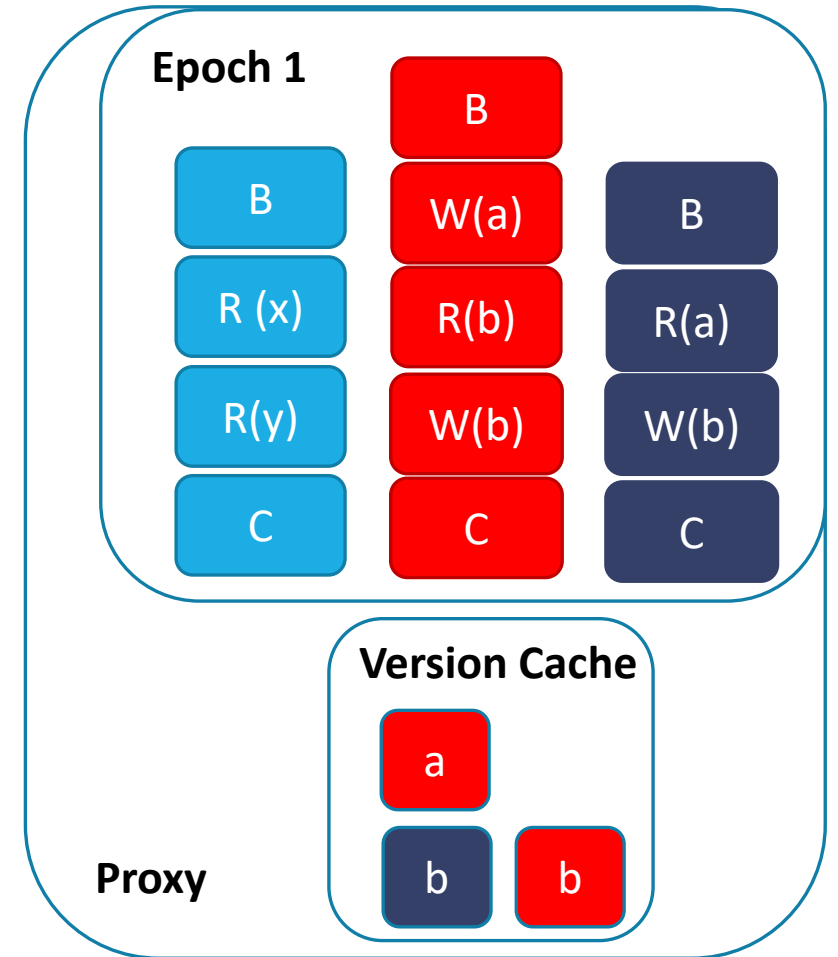 Epoch 1
B
R (x)
R(y)
C
B
W(a)
R(b)
W(b)
C
B
R(a)
W(b)
C
Version Cache
a
b
b
Proxy